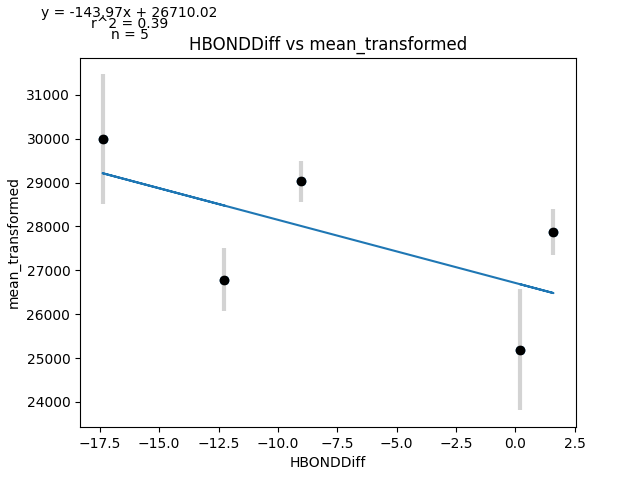 y = -143.97x + 26710.02
r^2 = 0.39
n = 5
HBONDDiff vs mean_transformed
31000
30000
29000
28000
27000
26000
25000
24000
mean_transformed
−17.5 −15.0 −12.5 −10.0 −7.5 −5.0 −2.5 0.0 2.5
HBONDDiff